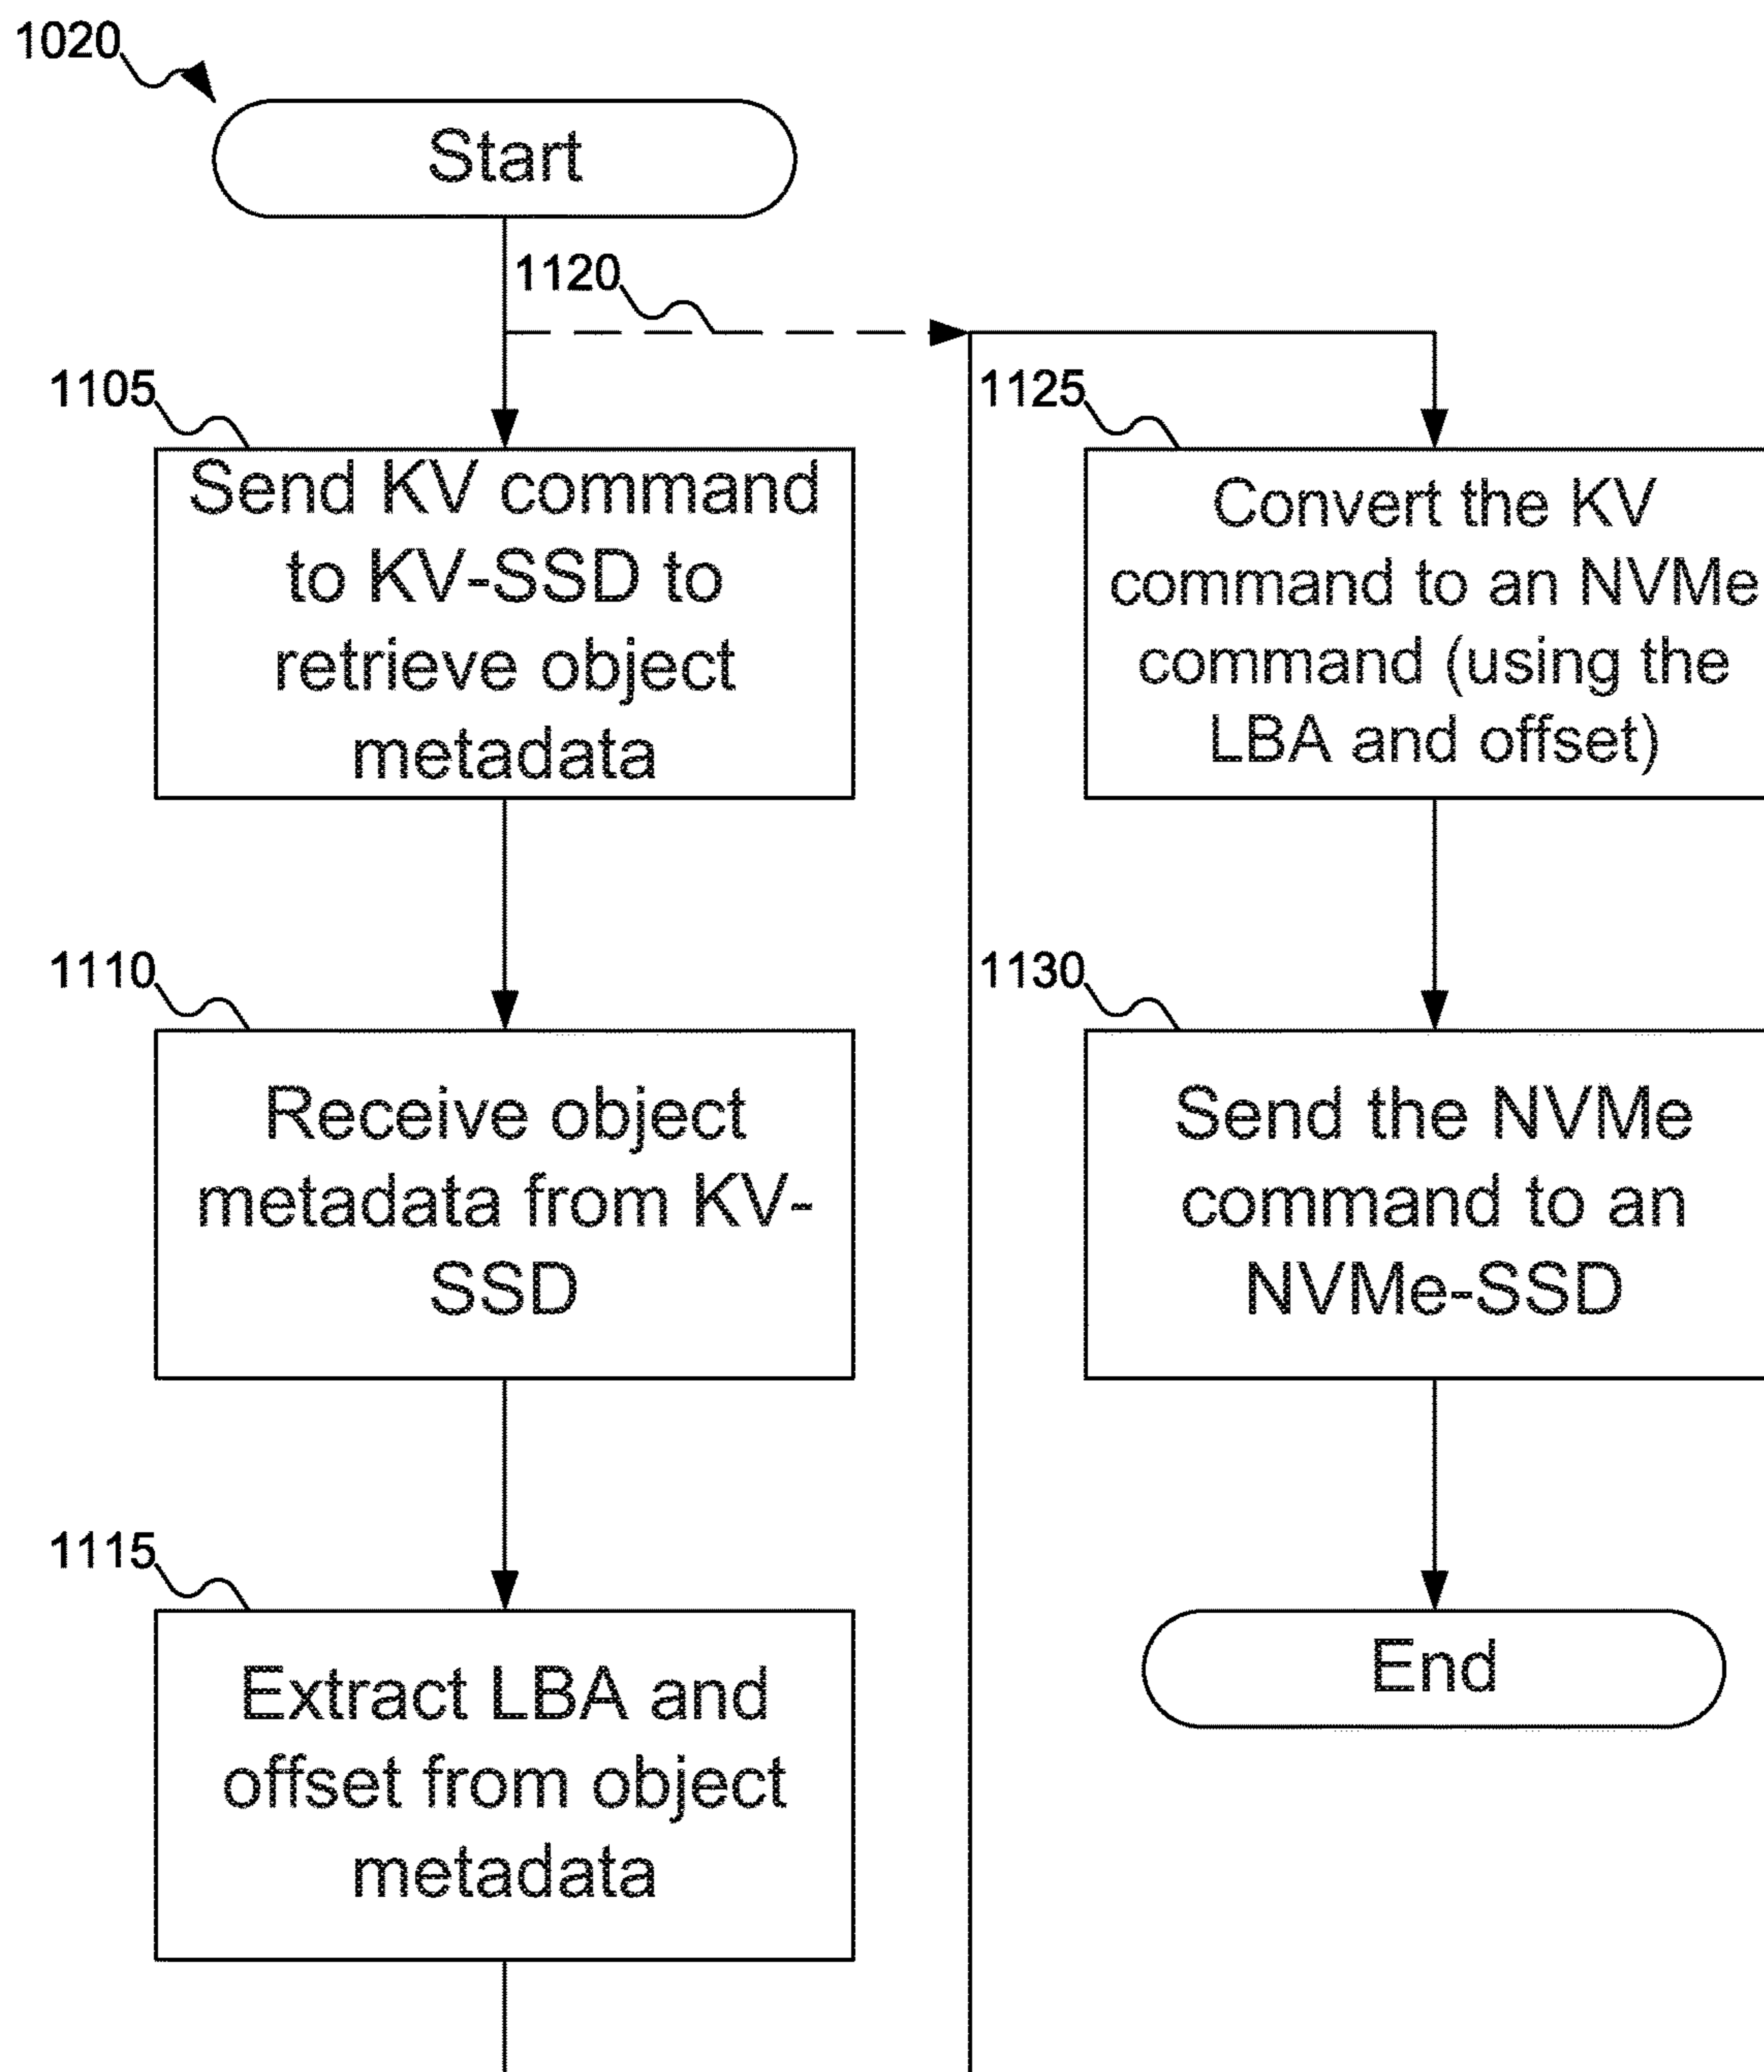 1020
Start
1120
1105
Send KV command
to KV-SSD to
retrieve object
metadata
1110
Receive object
metadata from KV-
SSD
1115
Extract LBA and
offset from object
metadata
1125
Convert the KV
command to an NVMe
command (using the
LBA and offset)
1130
Send the NVMe
command to an
NVMe-SSD
End